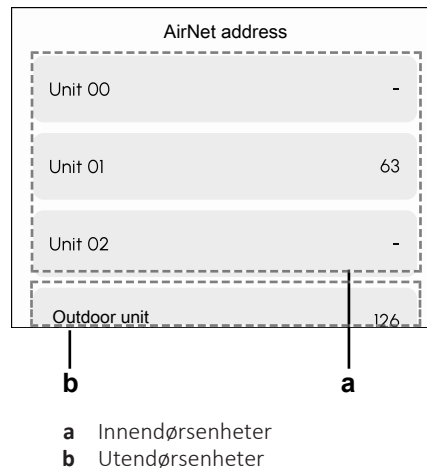 AirNet address
Unit 00 -
Unit 01 63
Unit 02 -
Outdoor unit 126
b a
a Innendørsenheter
b Utendørsenheter